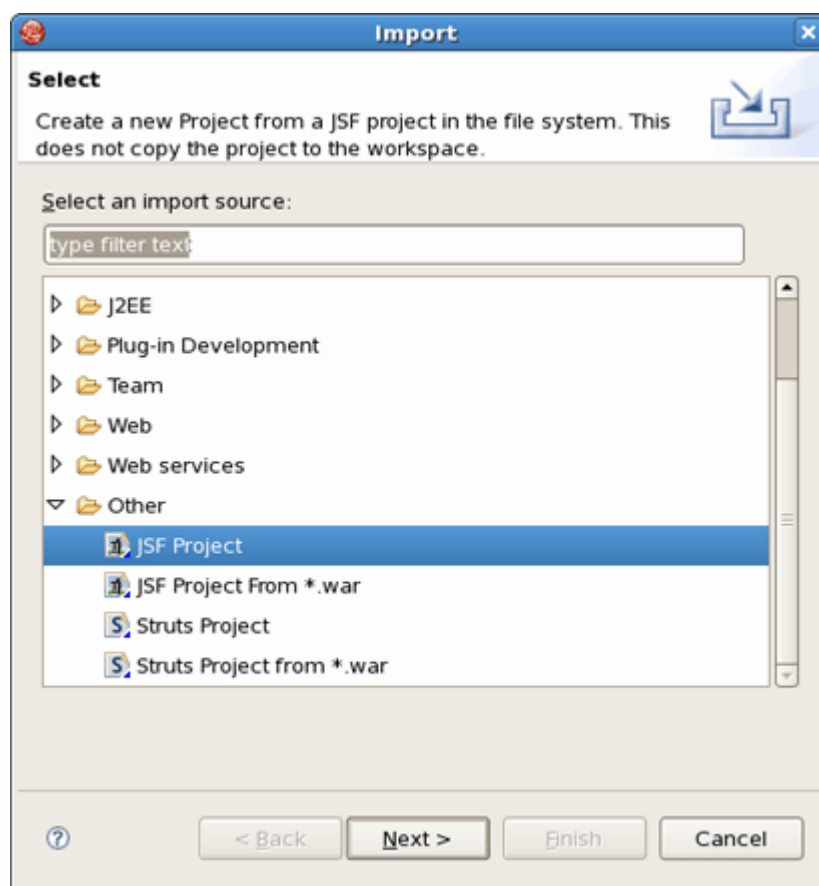 Import
Select
Create a new Project from a JSF project in the file system. This
does not copy the project to the workspace.
Select an import source:
type filter text
J2EE
Plug-in Development
Team
Web
Web services
Other
JSF Project
JSF Project From *.war
Struts Project
Struts Project from *.war
< Back Next > Finish Cancel